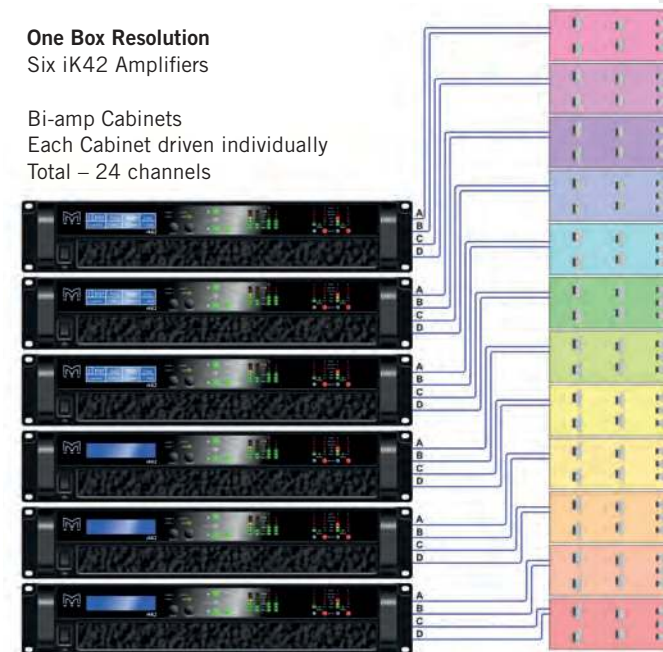 One Box Resolution
Six iK42 Amplifiers
Bi-amp Cabinets
Each Cabinet driven individually
Total – 24 channels
A
B
C
D
A
B
C
D
A
B
C
D
A
B
C
D
A
B
C
D
A
B
C
D